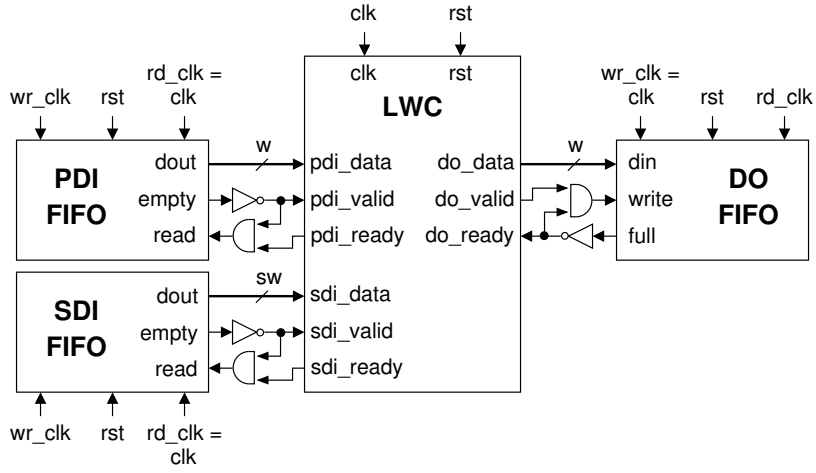 clk
rst
rd_clk =
clk
wr_clk
rst
clk
rst
LWC
wr_clk =
clk
rst
rd_clk
PDI
FIFO
dout
empty
read
w
pdi_data
pdi_valid
pdi_ready
do_data
do_valid
do_ready
w
din
write
full
DO
FIFO
SDI
FIFO
dout
empty
read
sw
sdi_data
sdi_valid
sdi_ready
wr_clk
rst
rd_clk =
clk